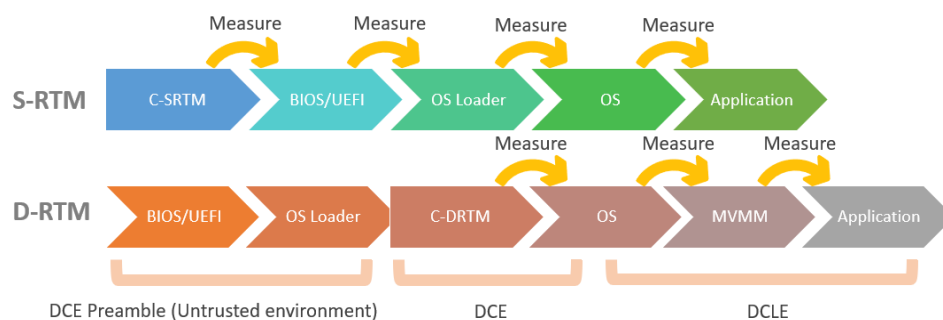 Measure Measure Measure Measure
S-RTM
C-SRTM BIOS/UEFI OS Loader OS Application
Measure Measure Measure
D-RTM
BIOS/UEFI OS Loader C-DRTM OS MVMM Application
DCE Preamble (Untrusted environment) DCE DCLE